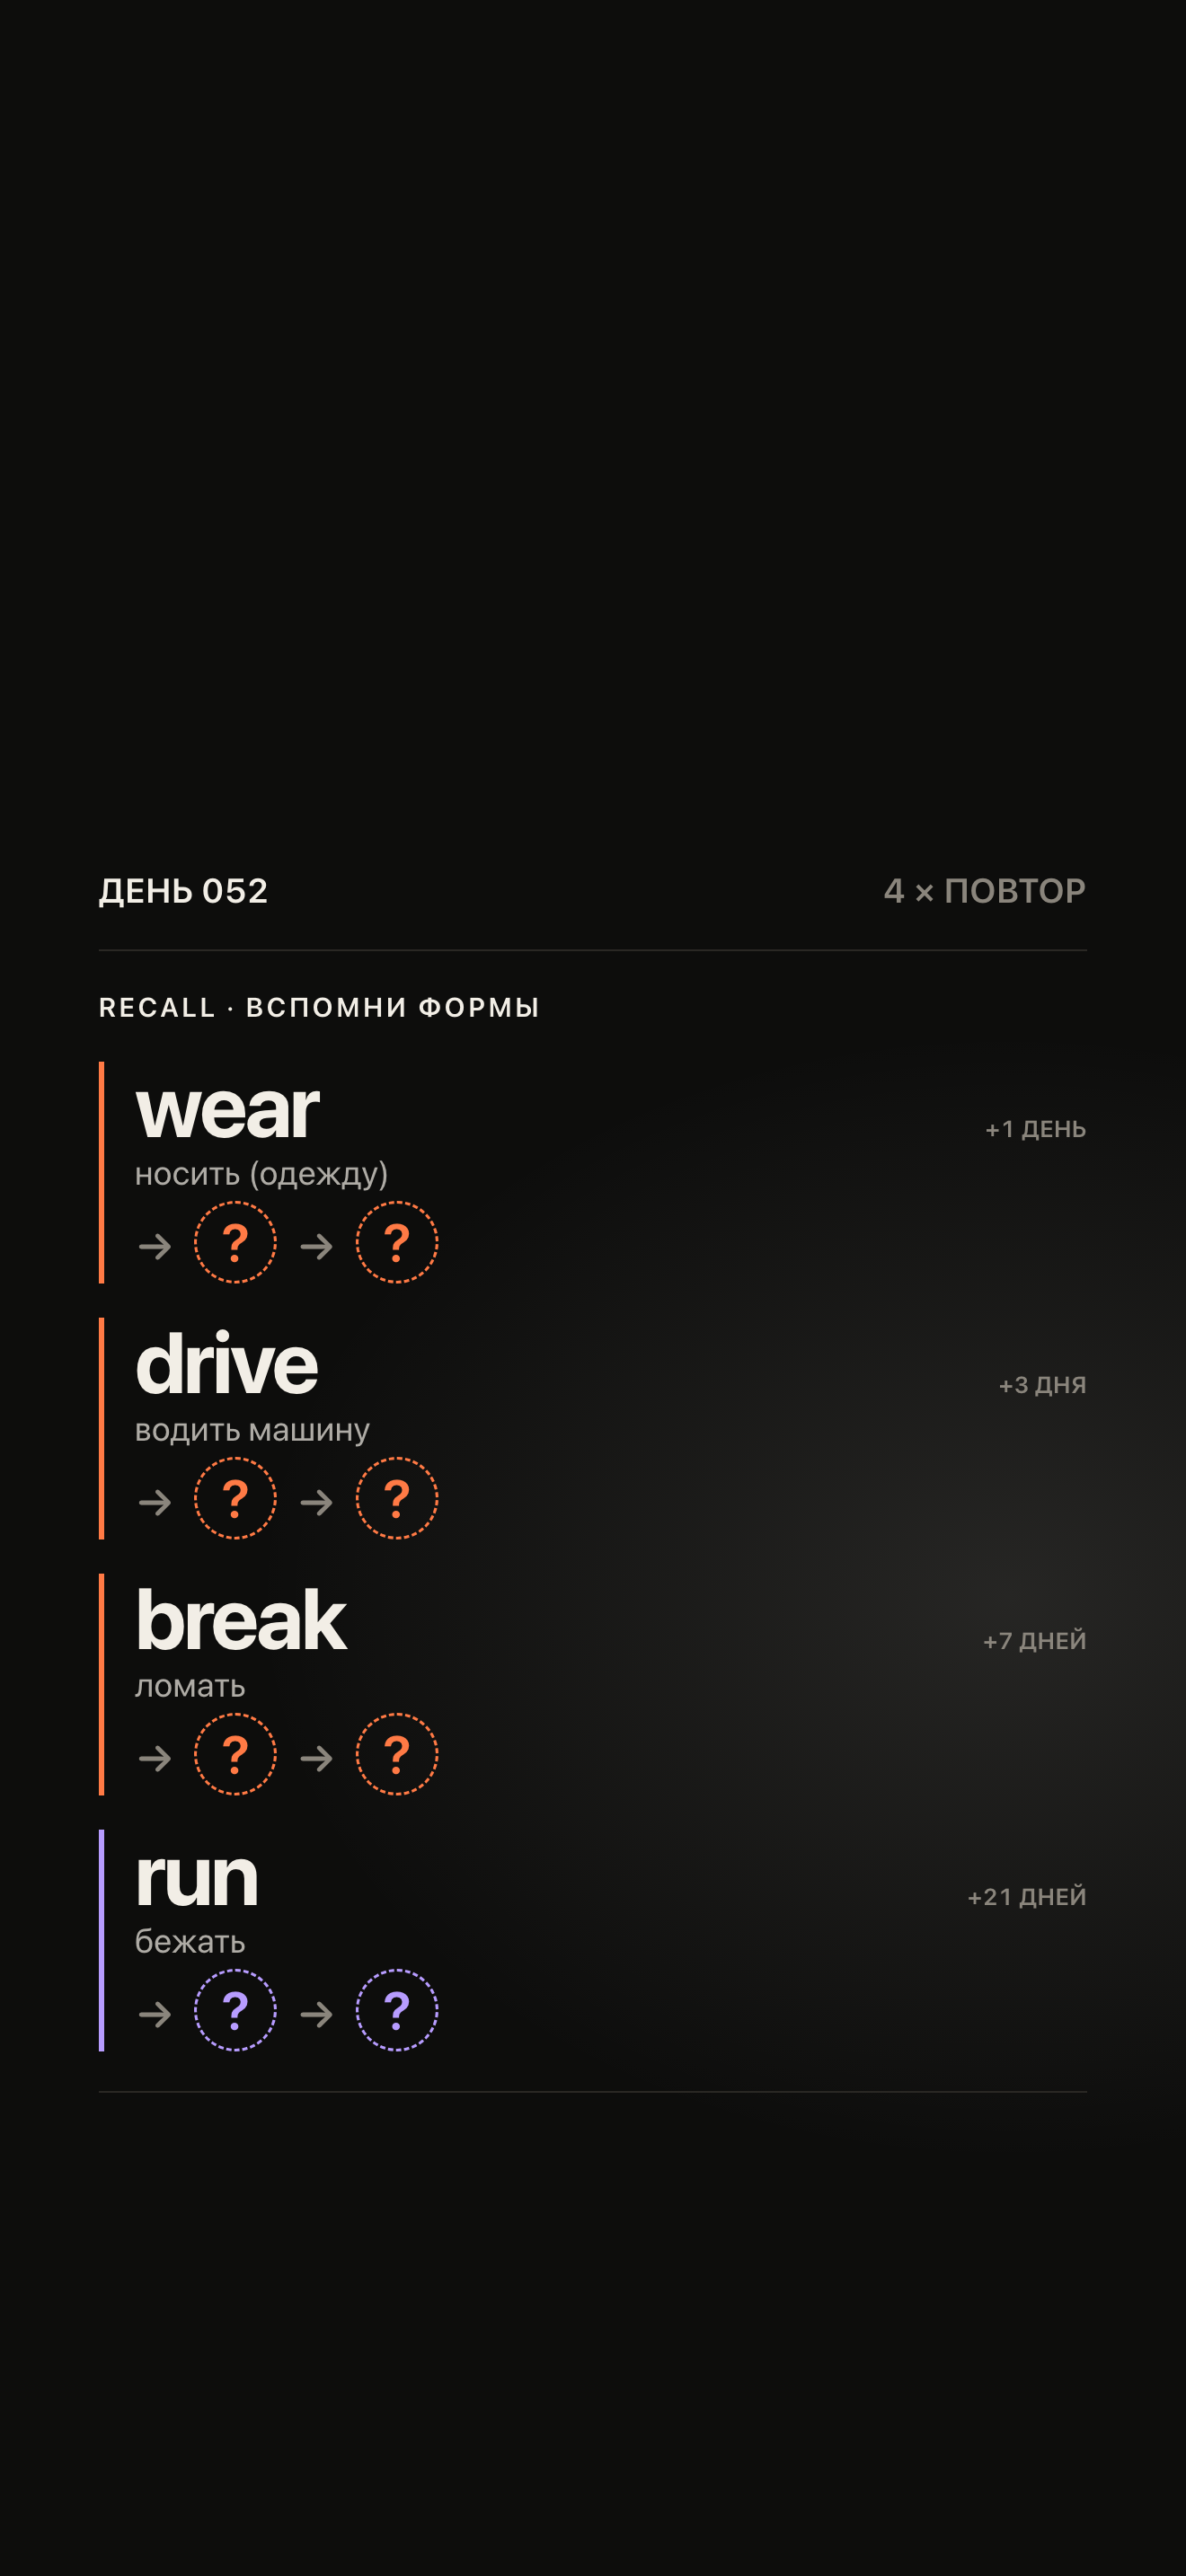 ДЕНЬ 052
4 × ПОВТОР
RECALL · ВСПОМНИ ФОРМЫ
wear
+1 ДЕНЬ
носить (одежду)
→ ? → ?
drive
+3 ДНЯ
водить машину
→ ? → ?
break
+7 ДНЕЙ
ломать
→ ? → ?
run
+21 ДНЕЙ
бежать
→ ? → ?